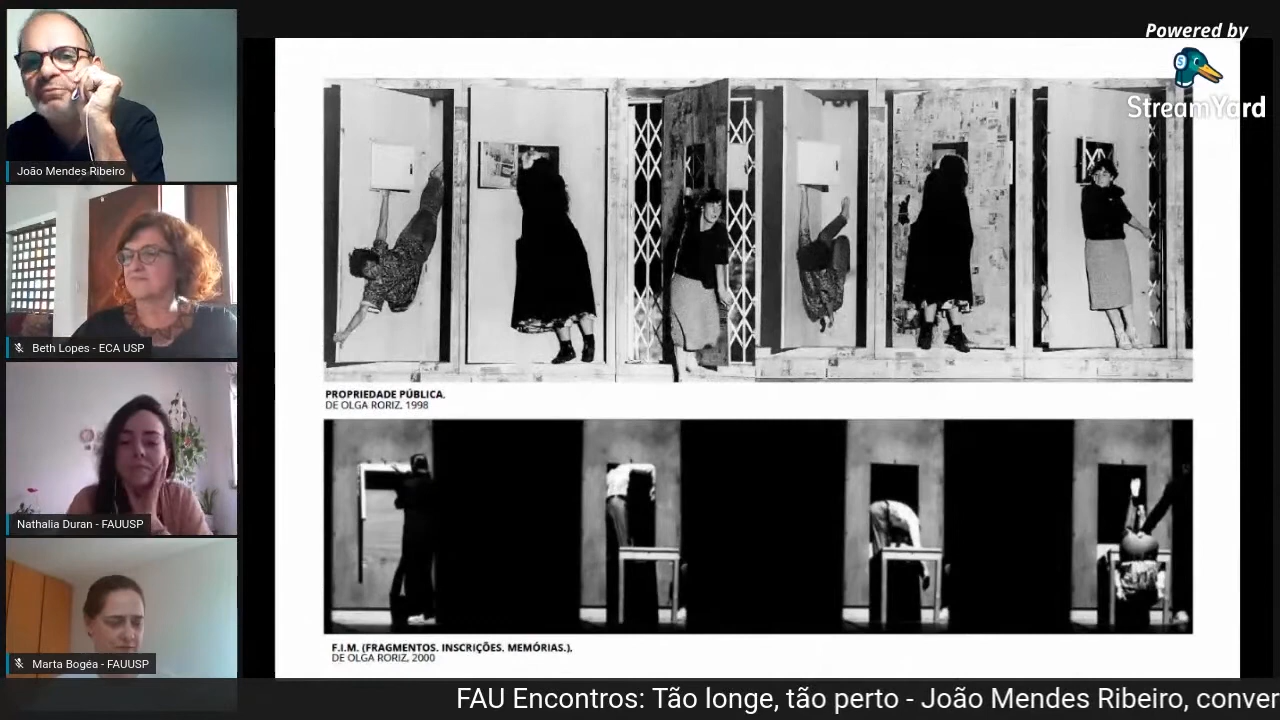 Powered by
StreamYard
João Mendes Ribeiro
Beth Lopes - ECA USP
Nathalia Duran - FAUUSP
Marta Bogéa - FAUUSP
PROPRIEDADE PÚBLICA.
DE OLGA RORIZ, 1998
F.I.M. (FRAGMENTOS. INSCRIÇÕES. MEMÓRIAS.),
DE OLGA RORIZ, 2000
FAU Encontros: Tão longe, tão perto - João Mendes Ribeiro, conver